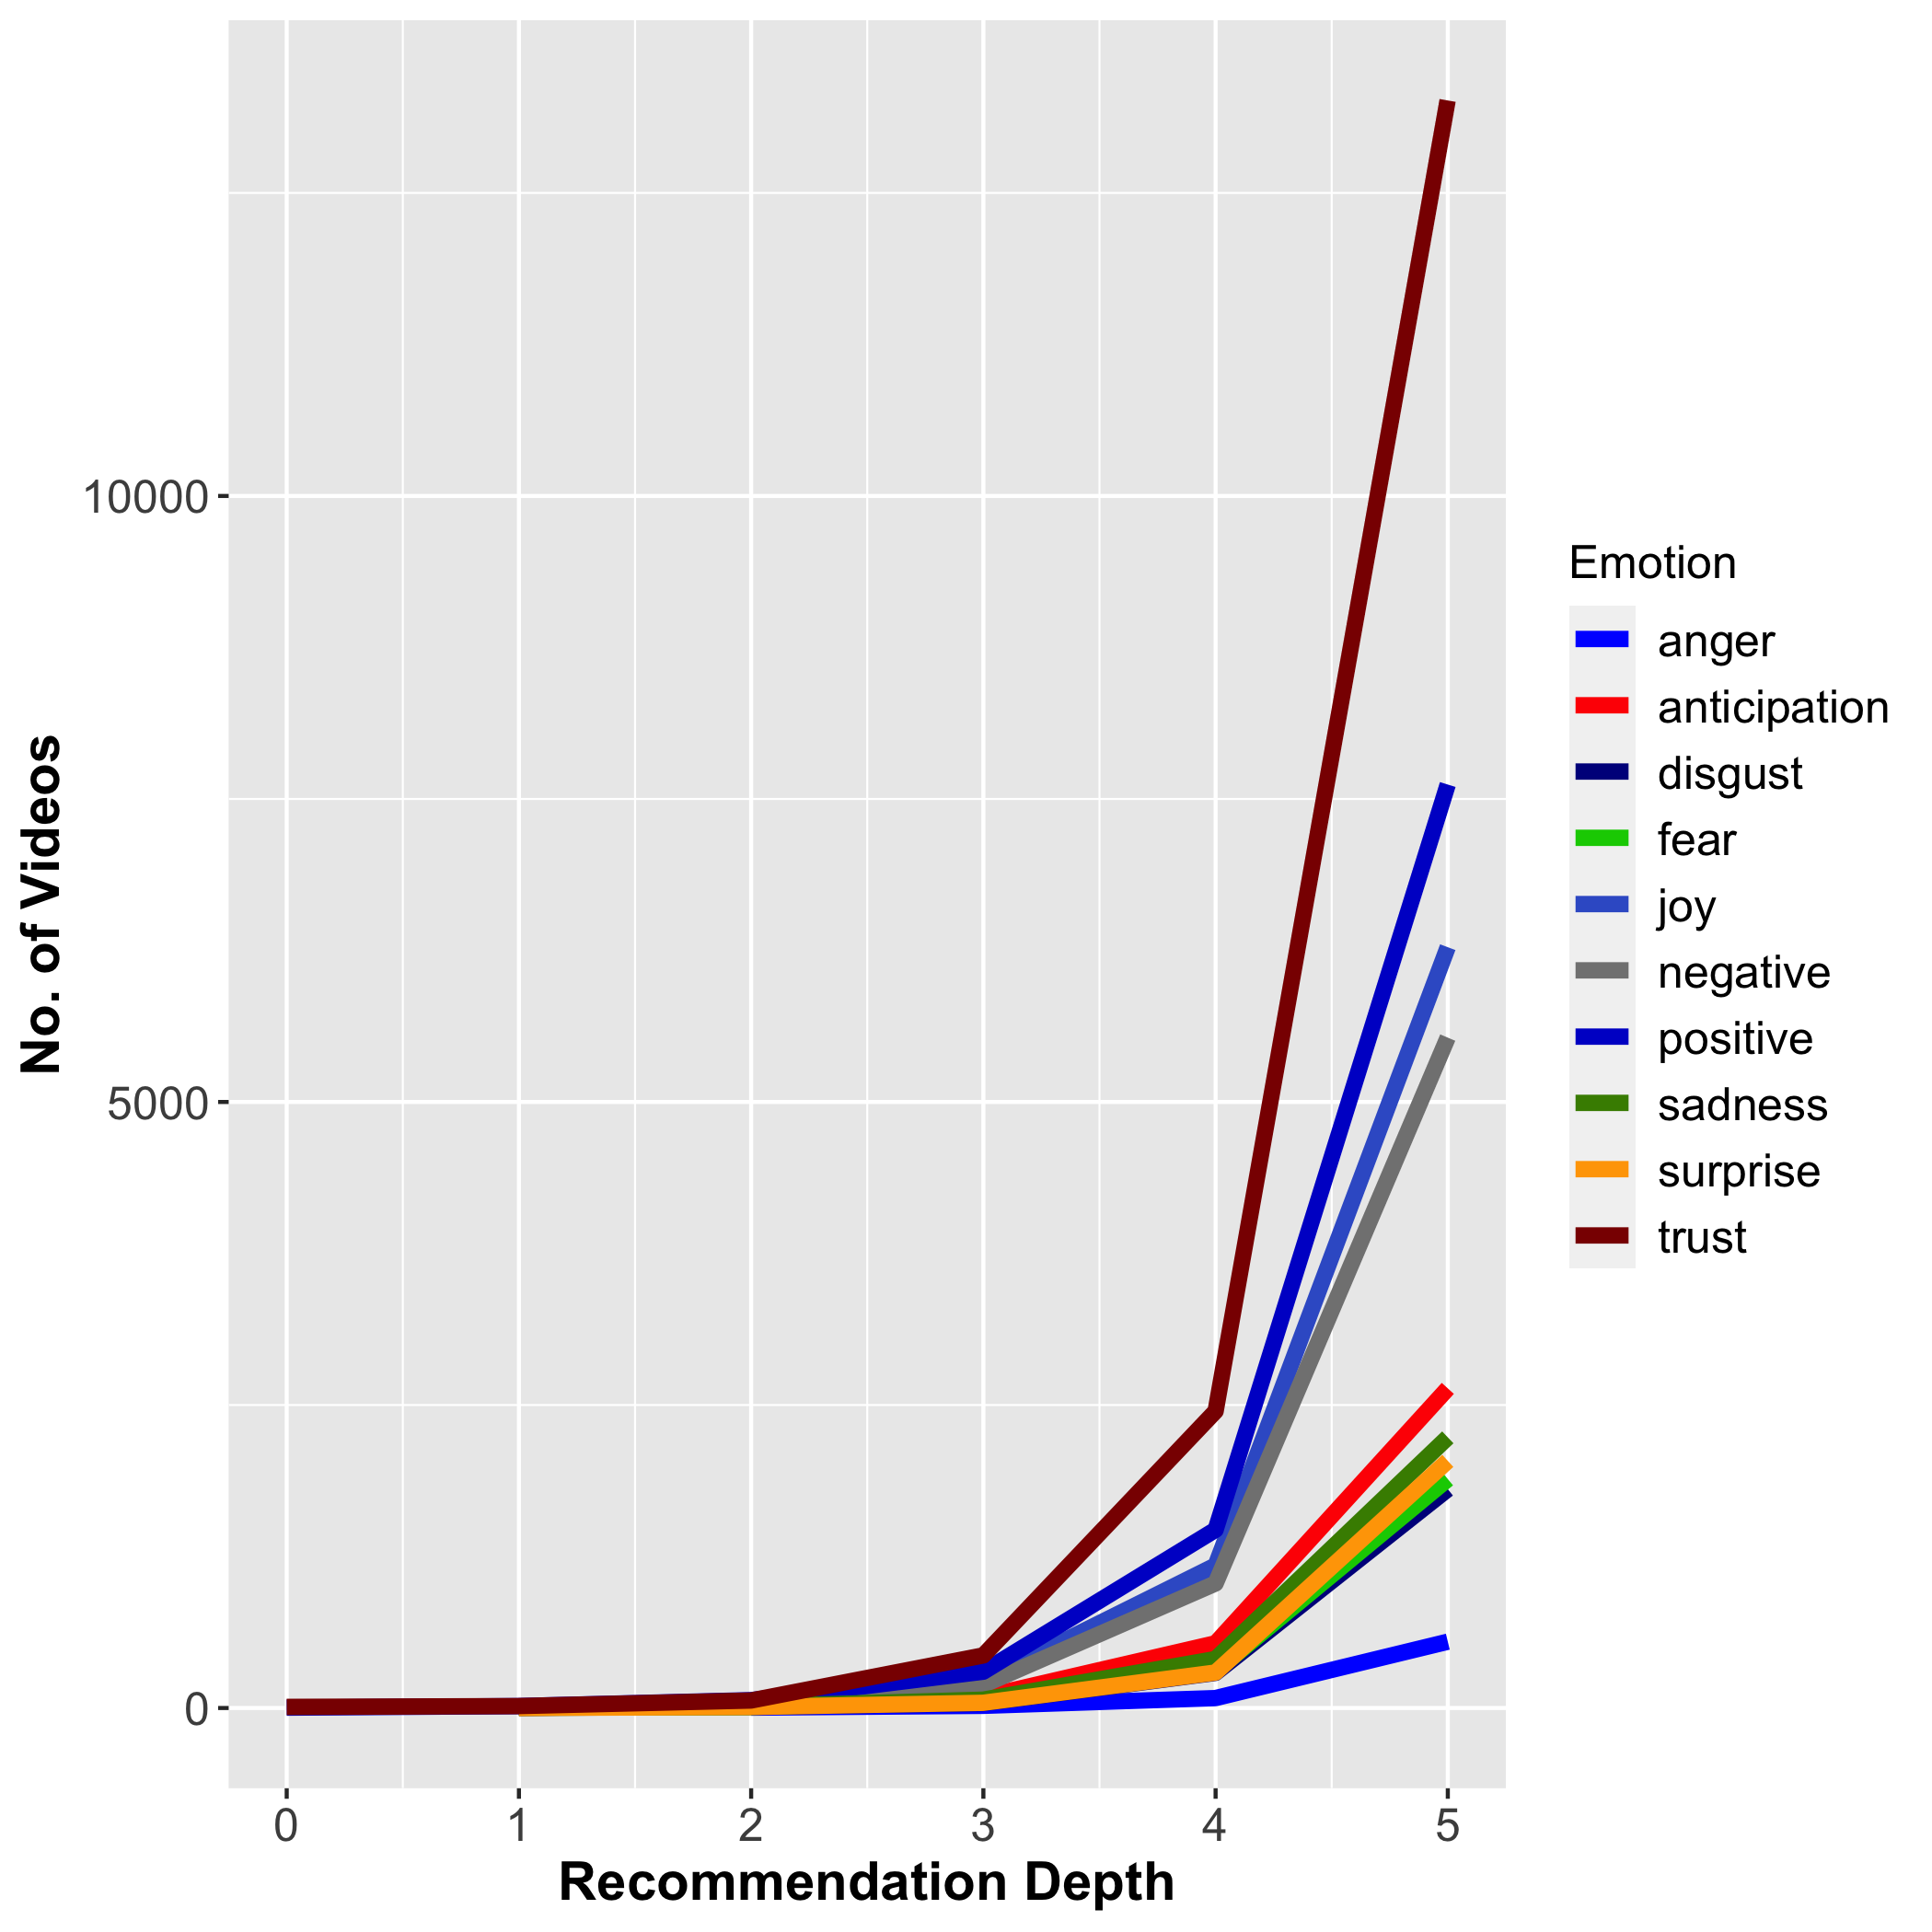 No. of Videos
10000
5000
0
0 1 2 3 4 5
Recommendation Depth
Emotion
anger
anticipation
disgust
fear
joy
negative
positive
sadness
surprise
trust